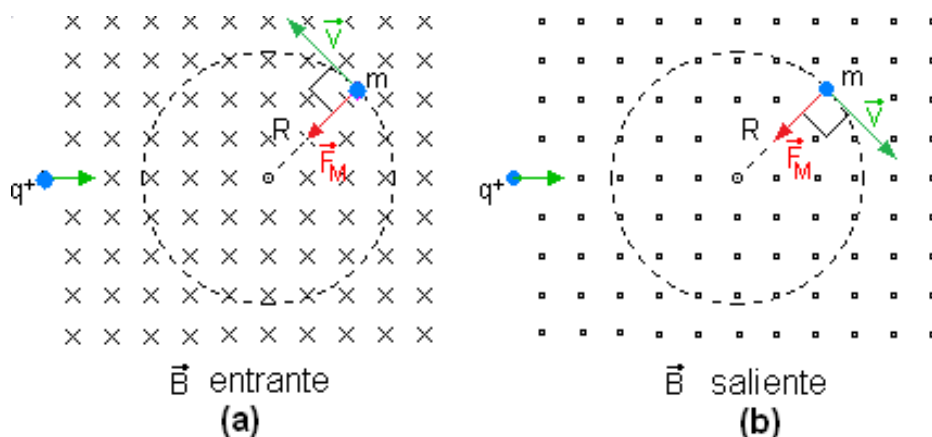 V
m
R
F_M
q+
B entrante
(a)
m
V
R
F_M
q+
B saliente
(b)